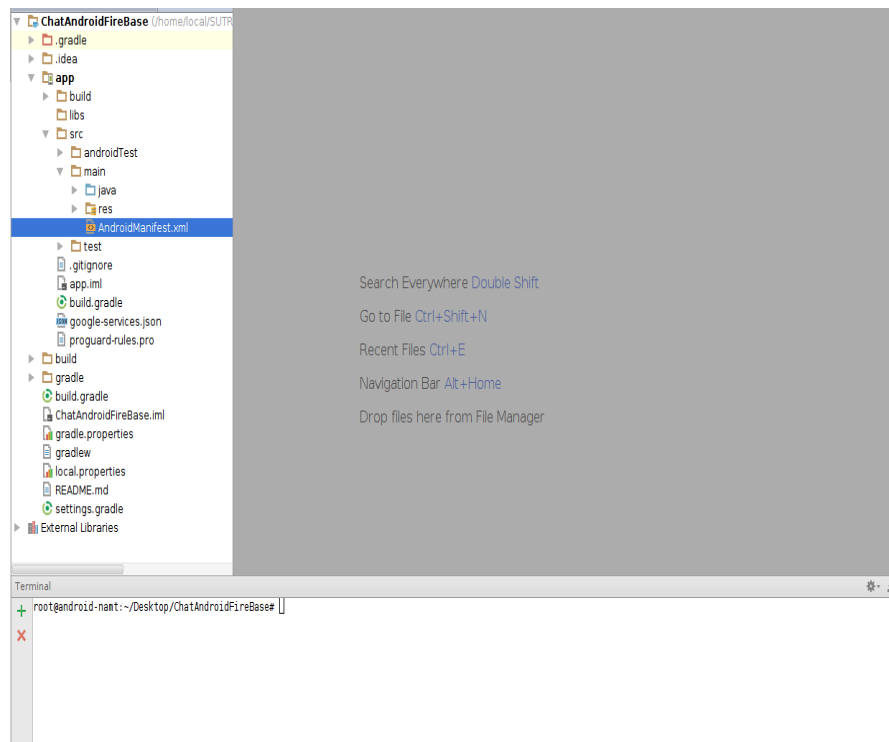 ChatAndroidFireBase (/home/local/SUTR
.gradle
.idea
app
build
libs
src
androidTest
main
java
res
AndroidManifest.xml
test
.gitignore
app.iml
build.gradle
google-services.json
proguard-rules.pro
build
gradle
build.gradle
ChatAndroidFireBase.iml
gradle.properties
gradlew
local.properties
README.md
settings.gradle
External Libraries
Search Everywhere Double Shift
Go to File Ctrl+Shift+N
Recent Files Ctrl+E
Navigation Bar Alt+Home
Drop files here from File Manager
Terminal
root@android-namt:~/Desktop/ChatAndroidFireBase#